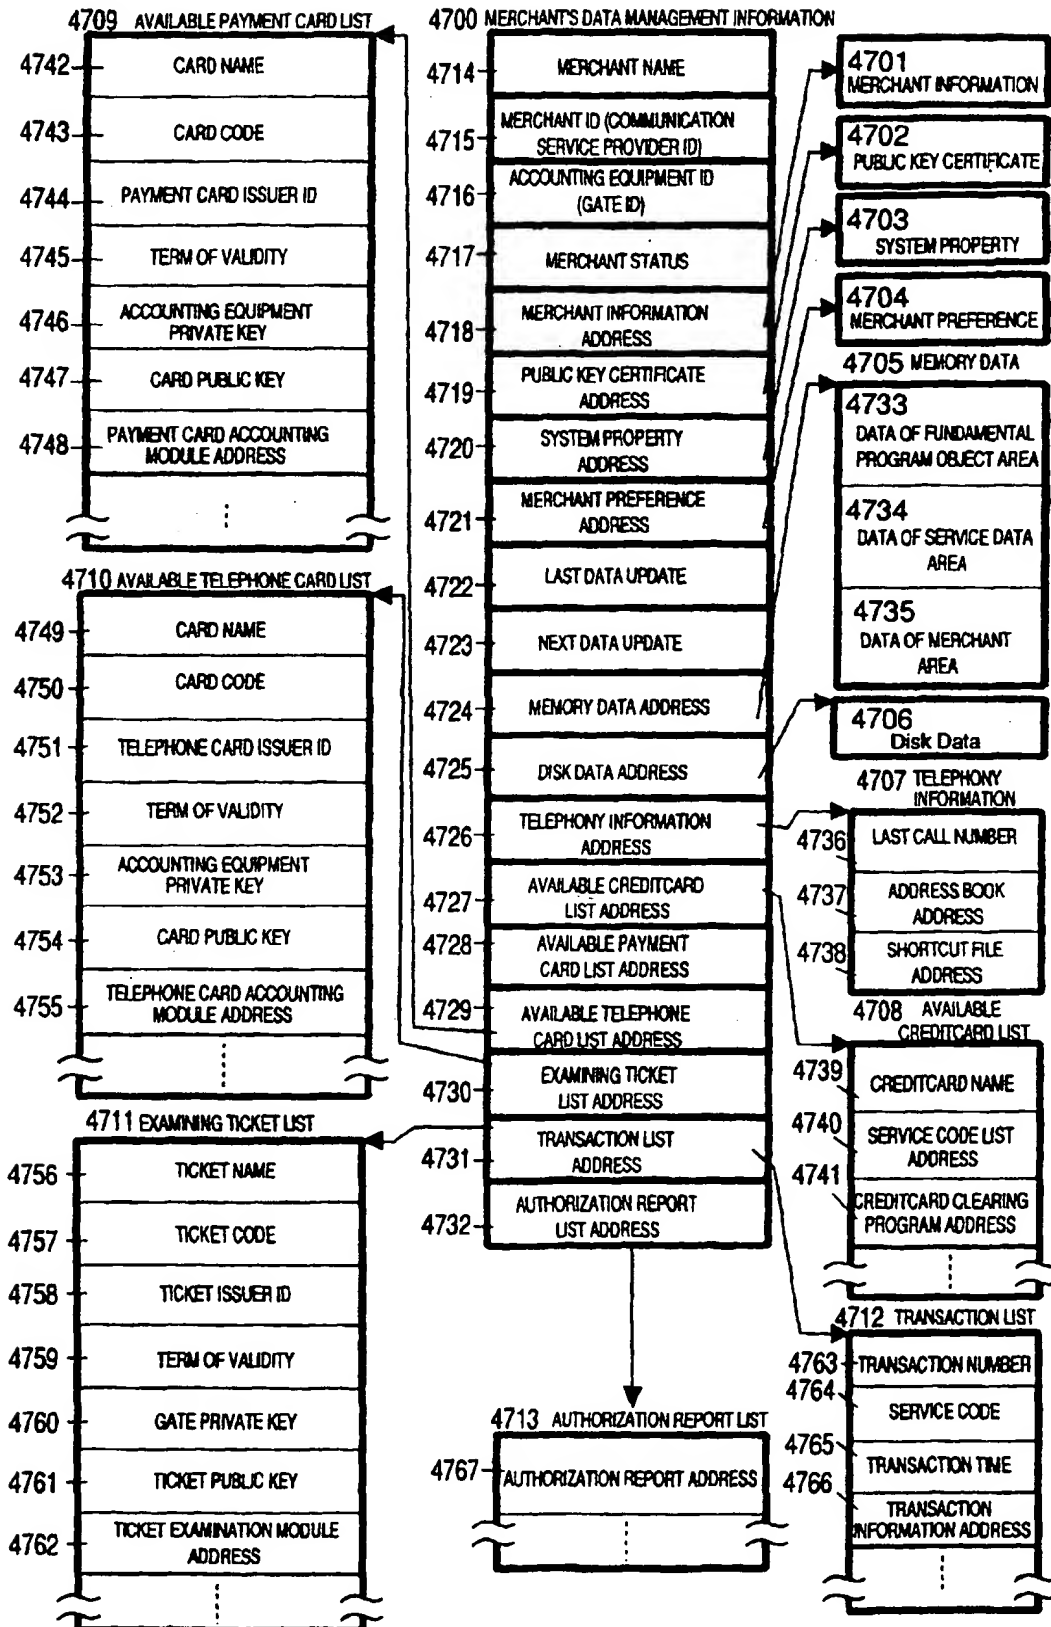 4709 AVAILABLE PAYMENT CARD LIST
4742
CARD NAME
4743
CARD CODE
4744
PAYMENT CARD ISSUER ID
4745
TERM OF VALIDITY
4746
ACCOUNTING EQUIPMENT
PRIVATE KEY
4747
CARD PUBLIC KEY
4748
PAYMENT CARD ACCOUNTING
MODULE ADDRESS
4710 AVAILABLE TELEPHONE CARD LIST
4749
CARD NAME
4750
CARD CODE
4751
TELEPHONE CARD ISSUER ID
4752
TERM OF VALIDITY
4753
ACCOUNTING EQUIPMENT
PRIVATE KEY
4754
CARD PUBLIC KEY
4755
TELEPHONE CARD ACCOUNTING
MODULE ADDRESS
4711 EXAMINING TICKET LIST
4756
TICKET NAME
4757
TICKET CODE
4758
TICKET ISSUER ID
4759
TERM OF VALIDITY
4760
GATE PRIVATE KEY
4761
TICKET PUBLIC KEY
4762
TICKET EXAMINATION MODULE
ADDRESS
4700 MERCHANT'S DATA MANAGEMENT INFORMATION
4714
MERCHANT NAME
4715
MERCHANT ID (COMMUNICATION
SERVICE PROVIDER ID)
4716
ACCOUNTING EQUIPMENT ID
(GATE ID)
4717
MERCHANT STATUS
4718
MERCHANT INFORMATION
ADDRESS
4719
PUBLIC KEY CERTIFICATE
ADDRESS
4720
SYSTEM PROPERTY
ADDRESS
4721
MERCHANT PREFERENCE
ADDRESS
4722
LAST DATA UPDATE
4723
NEXT DATA UPDATE
4724
MEMORY DATA ADDRESS
4725
DISK DATA ADDRESS
4726
TELEPHONY INFORMATION
ADDRESS
4727
AVAILABLE CREDITCARD
LIST ADDRESS
4728
AVAILABLE PAYMENT
CARD LIST ADDRESS
4729
AVAILABLE TELEPHONE
CARD LIST ADDRESS
4730
EXAMINING TICKET
LIST ADDRESS
4731
TRANSACTION LIST
ADDRESS
4732
AUTHORIZATION REPORT
LIST ADDRESS
4713 AUTHORIZATION REPORT LIST
4767
AUTHORIZATION REPORT ADDRESS
4701
MERCHANT INFORMATION
4702
PUBLIC KEY CERTIFICATE
4703
SYSTEM PROPERTY
4704
MERCHANT PREFERENCE
4705 MEMORY DATA
4733
DATA OF FUNDAMENTAL
PROGRAM OBJECT AREA
4734
DATA OF SERVICE DATA
AREA
4735
DATA OF MERCHANT
AREA
4706
Disk Data
4707 TELEPHONY
INFORMATION
4736
LAST CALL NUMBER
4737
ADDRESS BOOK
ADDRESS
4738
SHORTCUT FILE
ADDRESS
4708 AVAILABLE
CREDITCARD LIST
4739
CREDITCARD NAME
4740
SERVICE CODE LIST
ADDRESS
4741
CREDITCARD CLEARING
PROGRAM ADDRESS
4712 TRANSACTION LIST
4763
TRANSACTION NUMBER
4764
SERVICE CODE
4765
TRANSACTION TIME
4766
TRANSACTION
INFORMATION ADDRESS